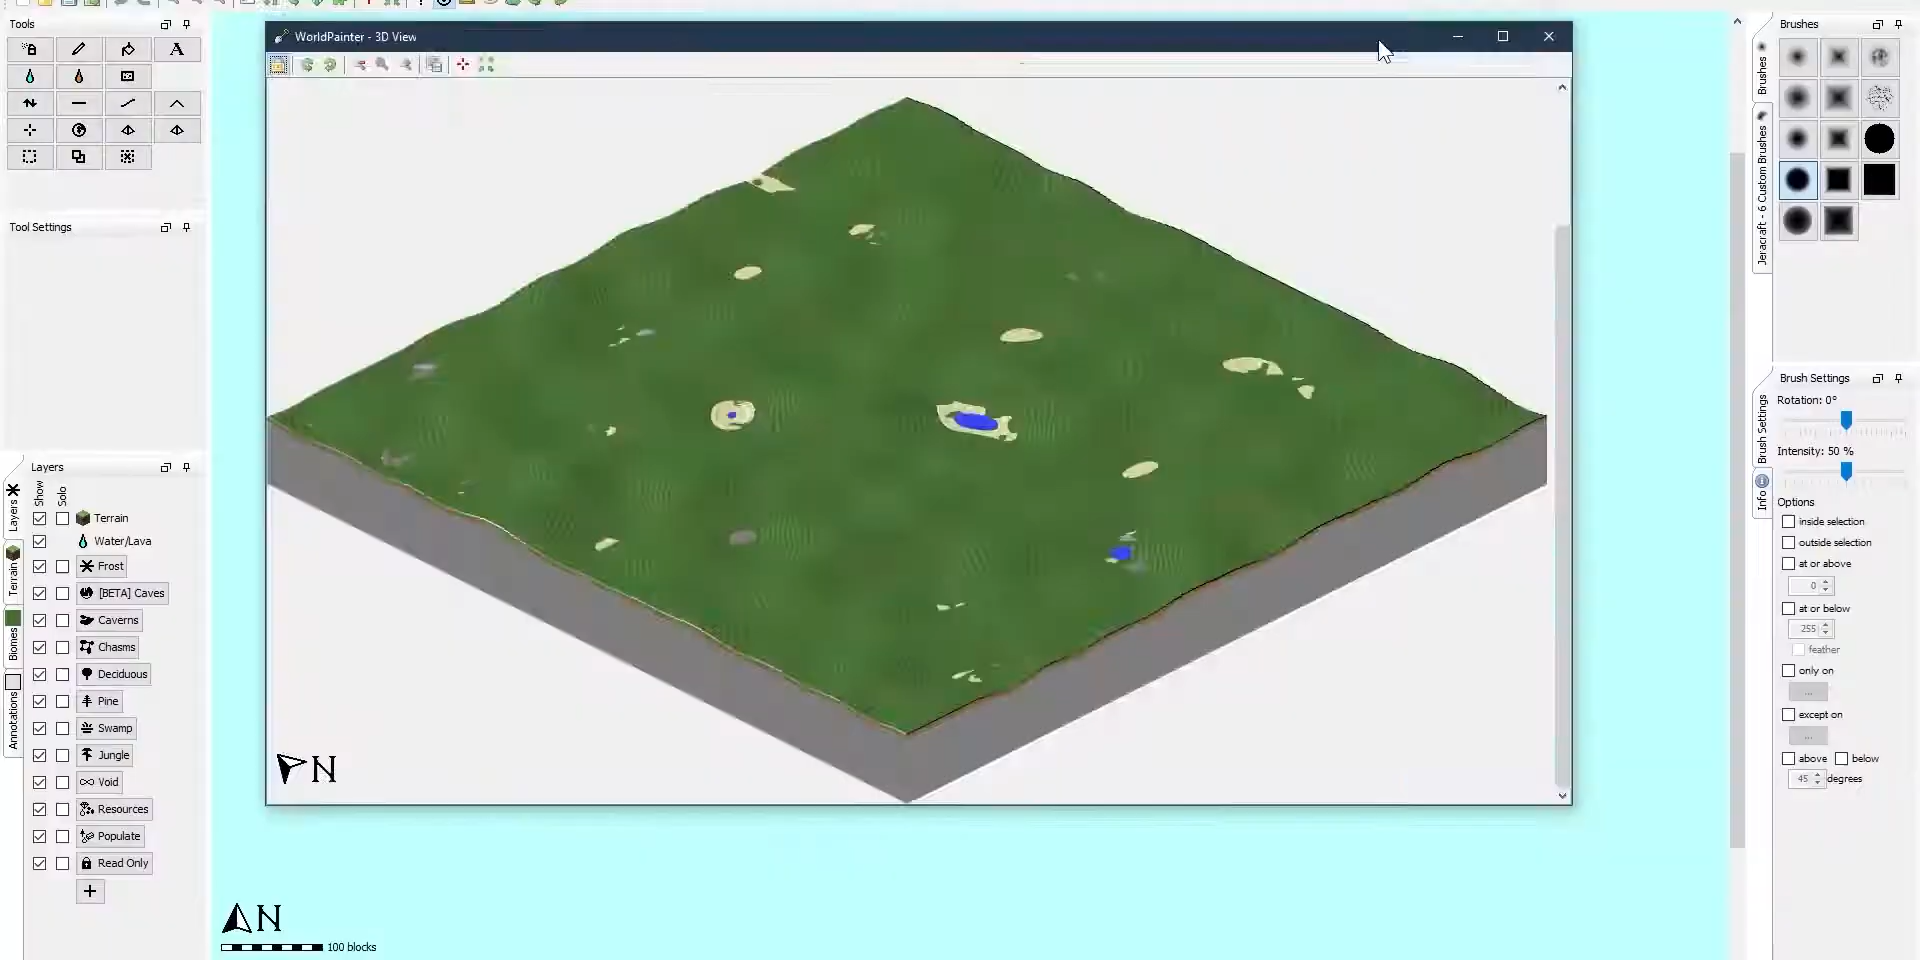 Tools
A
Tool Settings
Layers
Show
Solo
Terrain
Water/Lava
Frost
[BETA] Caves
Caverns
Chasms
Deciduous
Pine
Swamp
Jungle
Void
Resources
Populate
Read Only
+
Layers
Terrain
Biomes
Annotations
WorldPainter - 3D View
N
N
100 blocks
Brushes
Brushes
Jeracraft - 6 Custom Brushes
Brush Settings
Info
Brush Settings
Rotation: 0°
Intensity: 50 %
Options
inside selection
outside selection
at or above
0
at or below
255
feather
only on
...
except on
...
above
below
45
degrees